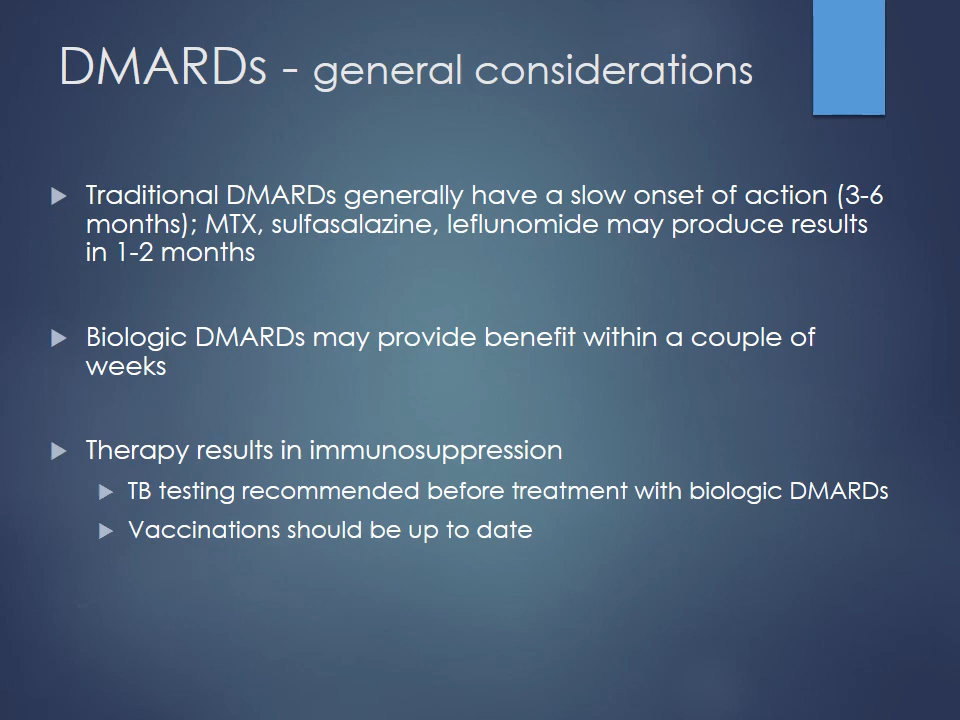 DMARDs - general considerations
Traditional DMARDs generally have a slow onset of action (3-6
months); MTX, sulfasalazine, leflunomide may produce results
in 1-2 months
Biologic DMARDs may provide benefit within a couple of
weeks
Therapy results in immunosuppression
TB testing recommended before treatment with biologic DMARDs
Vaccinations should be up to date